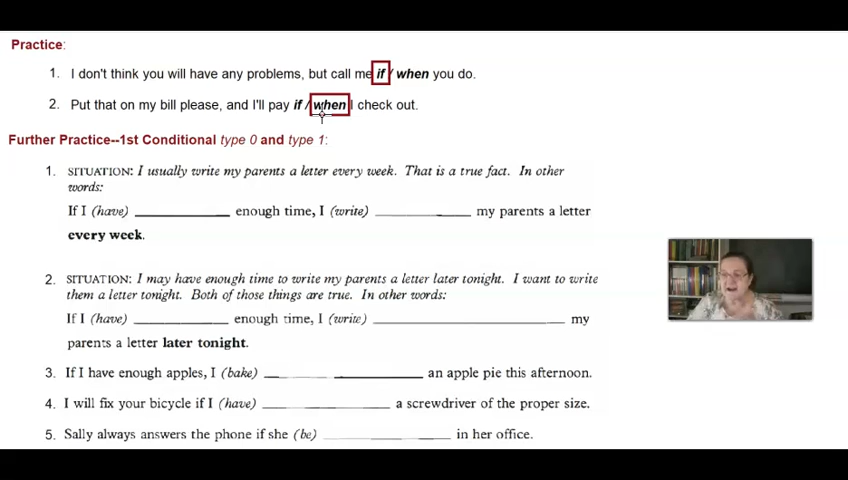 Practice:
1. I don't think you will have any problems, but call me if / when you do.
2. Put that on my bill please, and I'll pay if / when I check out.
Further Practice--1st Conditional type 0 and type 1:
1. SITUATION: I usually write my parents a letter every week. That is a true fact. In other
words:
If I (have) ____________ enough time, I (write) ____________ my parents a letter
every week.
2. SITUATION: I may have enough time to write my parents a letter later tonight. I want to write
them a letter tonight. Both of those things are true. In other words:
If I (have) ____________ enough time, I (write) ________________________ my
parents a letter later tonight.
3. If I have enough apples, I (bake) ____________________ an apple pie this afternoon.
4. I will fix your bicycle if I (have) ________________ a screwdriver of the proper size.
5. Sally always answers the phone if she (be) ________________ in her office.